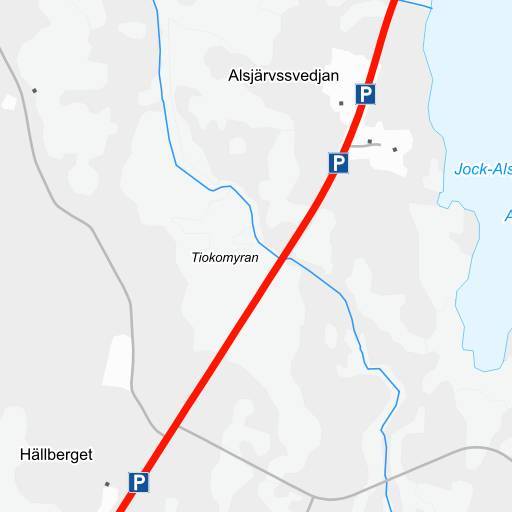 Alsjärvssvedjan
P
P
Jock-Als
A
Tiokomyran
Hällberget
P